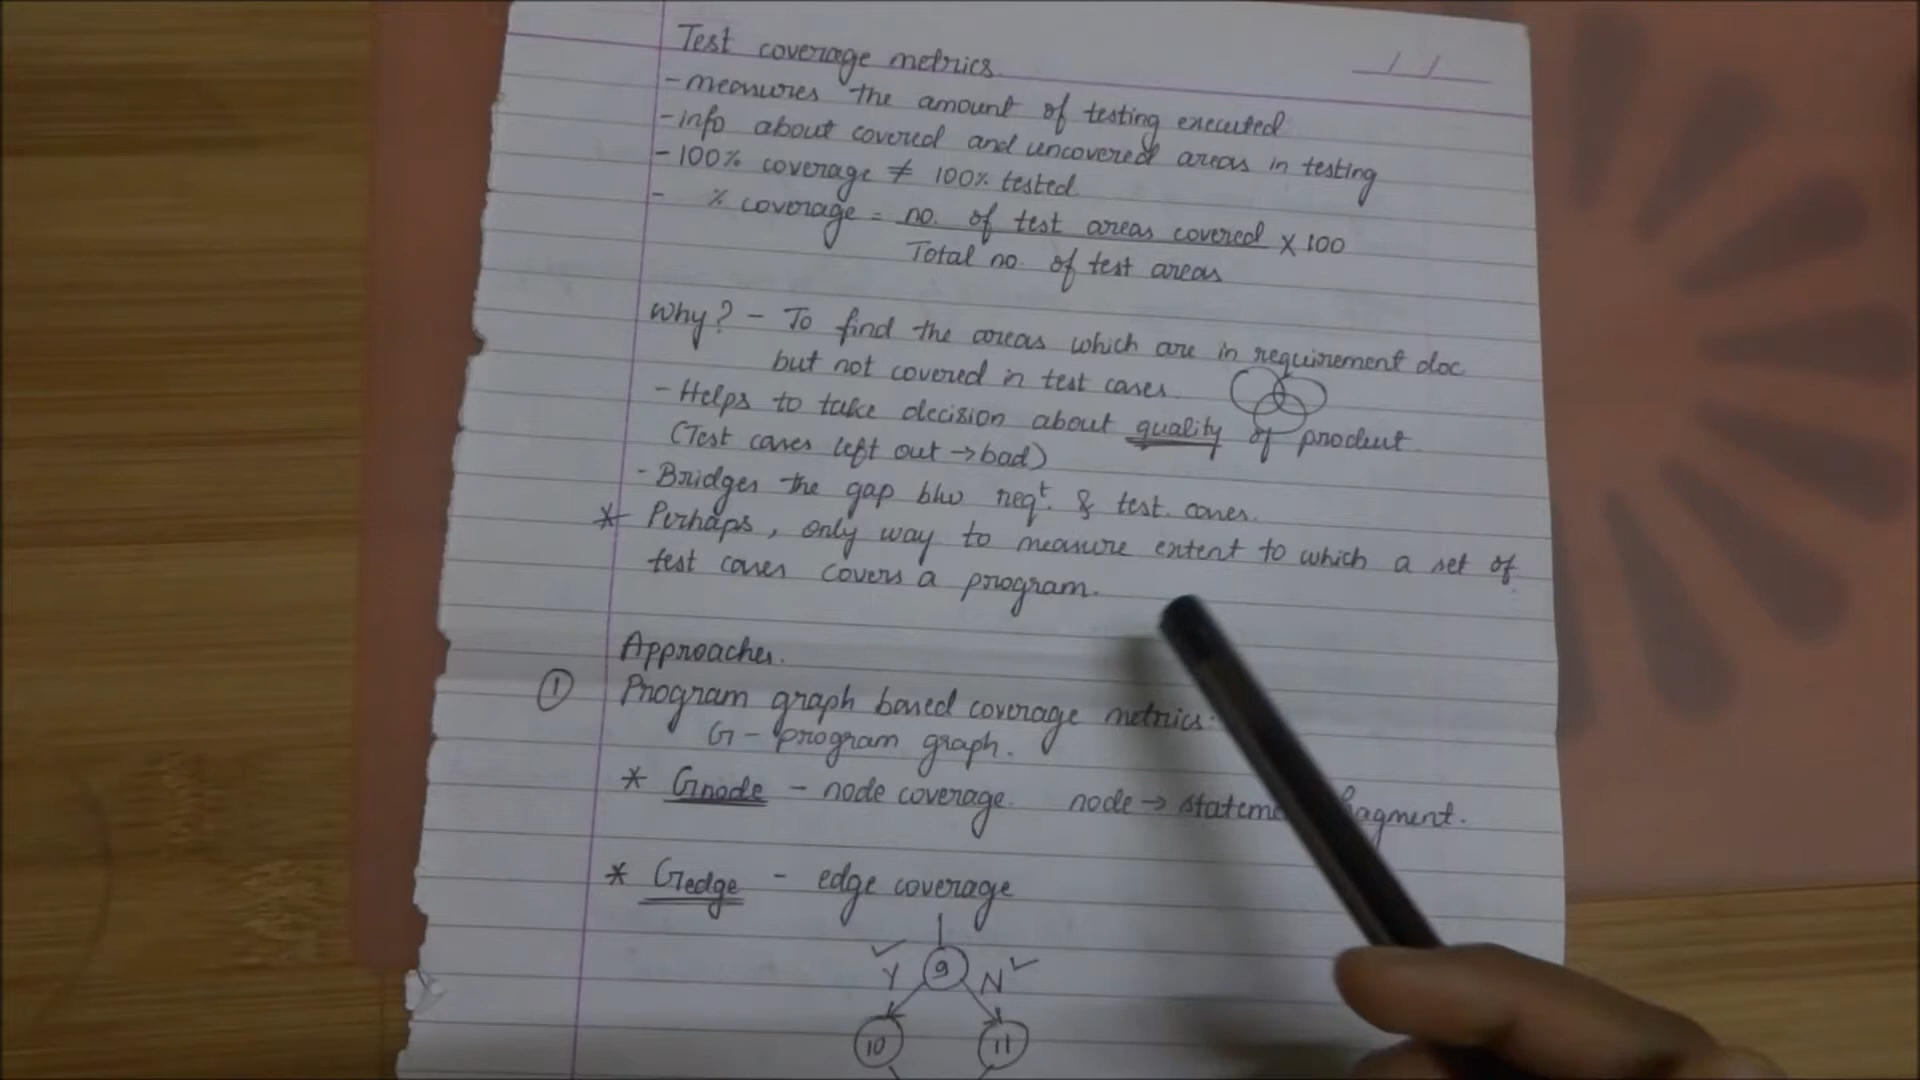 Test coverage metrics
- measures the amount of testing executed
- info about covered and uncovered areas in testing
- 100% coverage ≠ 100% tested
- % coverage = no. of test areas covered × 100
Total no. of test areas
Why? - To find the areas which are in requirement doc
but not covered in test cases.
- Helps to take decision about quality of product.
(Test cases left out → bad)
- Bridges the gap b/w reqt. & test cases.
* Perhaps, only way to measure extent to which a set of
test cases covers a program.
Approaches.
① Program graph based coverage metrics:
G - program graph.
* Gnode - node coverage. node →
* Gedge - edge coverage
Y 9 N
10 11